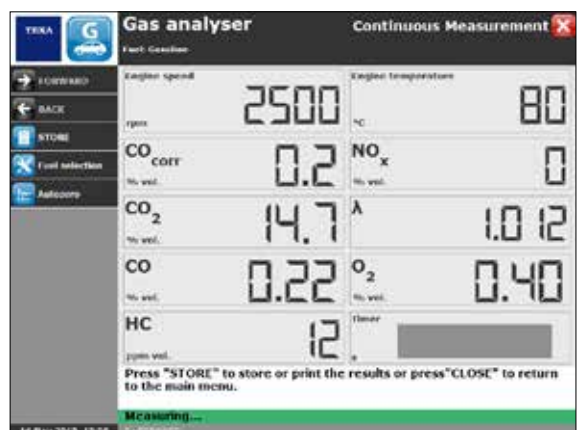 TEXA
G
Gas analyser
Continuous Measurement
Fuel: Gasoline
FORWARD
BACK
STORE
Fuel selection
Autozero
Engine speed
2500
rpm
Engine temperature
80
°C
CO corr
0.2
% vol.
NOx
0
% vol.
CO2
14.7
% vol.
λ
1.012
CO
0.22
% vol.
O2
0.40
% vol.
HC
12
ppm vol.
Timer
Press "STORE" to store or print the results or press"CLOSE" to return
to the main menu.
Measuring...